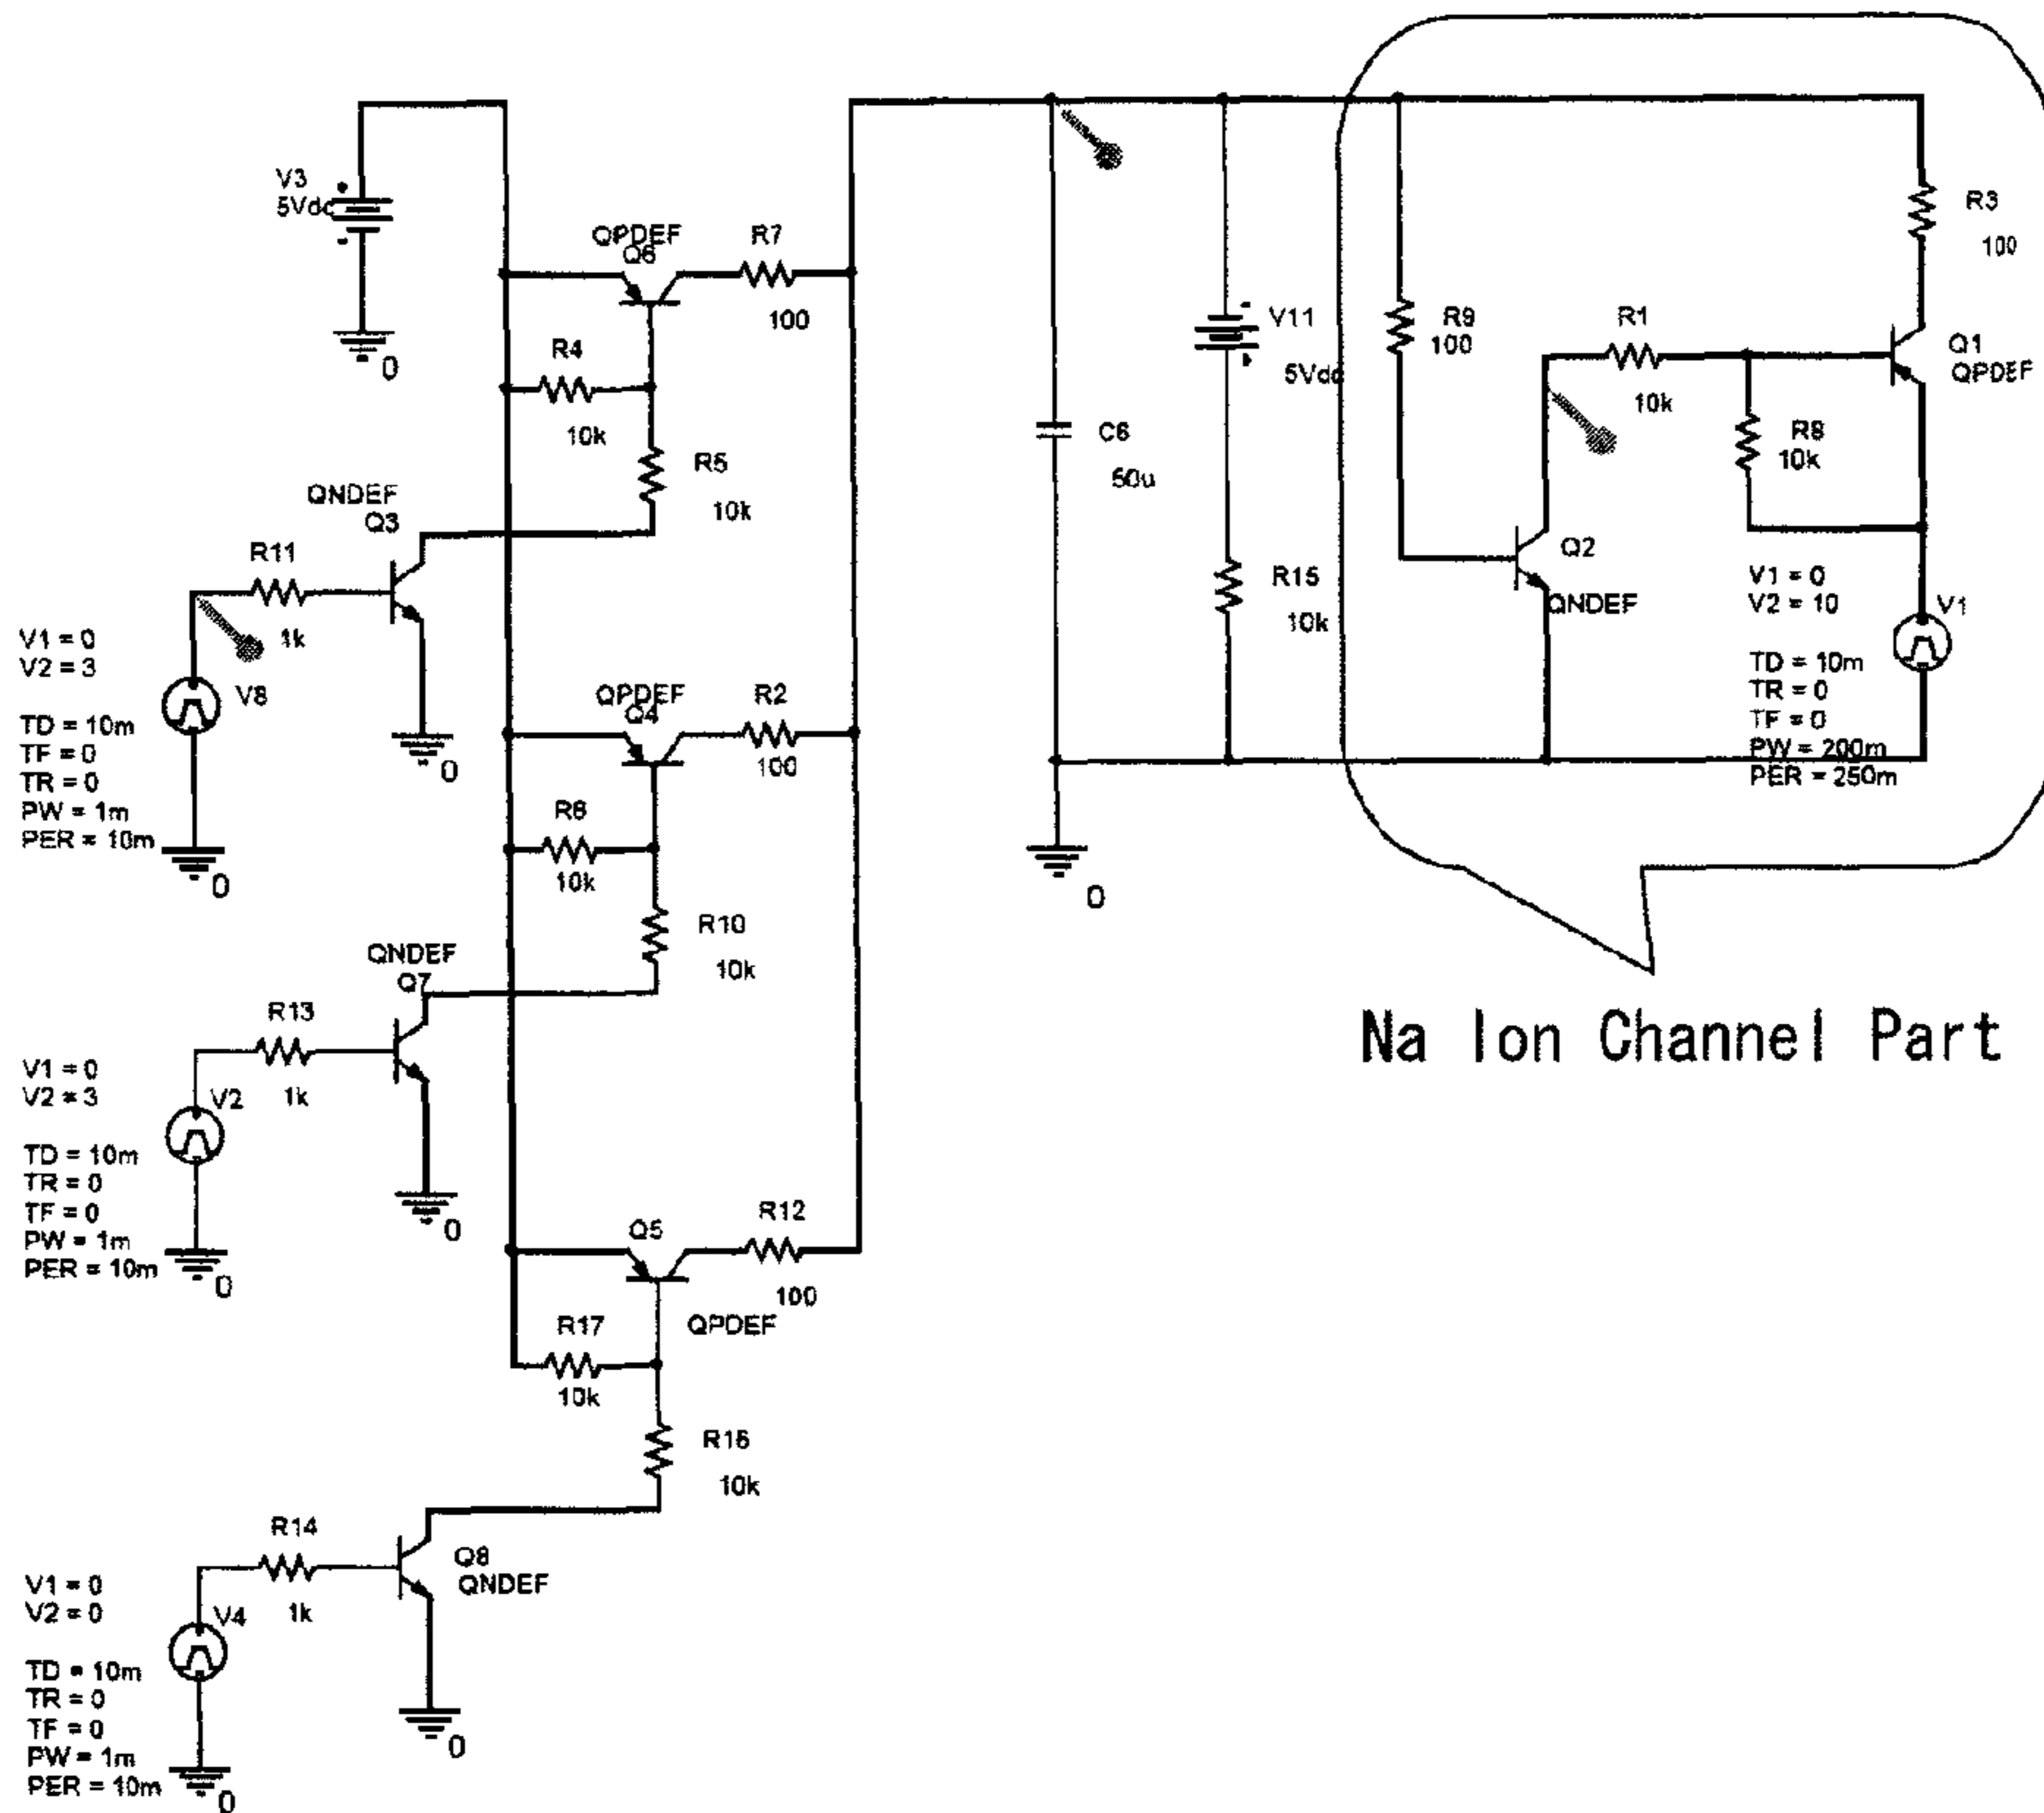 V3
5Vdc
0
QPDEF
Q6
R7
100
R4
10k
R5
10k
QNDEF
Q3
R11
1k
V1 = 0
V2 = 3
V8
TD = 10m
TF = 0
TR = 0
PW = 1m
PER = 10m
0
0
QPDEF
Q4
R2
100
R6
10k
R10
10k
QNDEF
Q7
R13
1k
V1 = 0
V2 = 3
V2
TD = 10m
TR = 0
TF = 0
PW = 1m
PER = 10m
0
0
Q5
R12
100
QPDEF
R17
10k
R16
10k
R14
1k
Q8
QNDEF
V1 = 0
V2 = 0
V4
TD = 10m
TR = 0
TF = 0
PW = 1m
PER = 10m
0
0
C6
50u
0
V11
5Vdc
R15
10k
R9
100
R1
10k
R3
100
Q1
QPDEF
R8
10k
Q2
QNDEF
V1 = 0
V2 = 10
V1
TD = 10m
TR = 0
TF = 0
PW = 200m
PER = 250m
Na Ion Channel Part